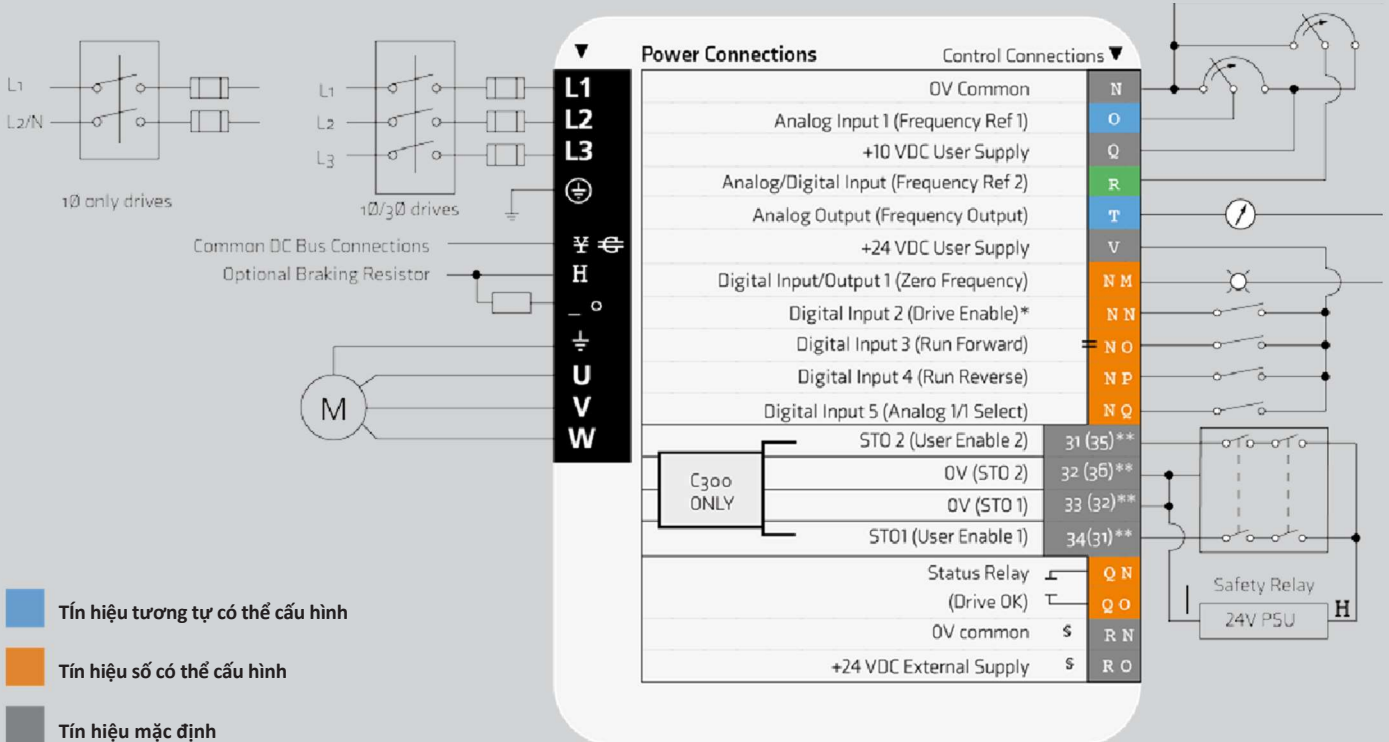 Power Connections
Control Connections ▼
▼
L1
L2/N
1Ø only drives
L1
L2
L3
1Ø/3Ø drives
Common DC Bus Connections
Optional Braking Resistor
M
L1
L2
L3
¥
H
_ o
U
V
W
0V Common N
Analog Input 1 (Frequency Ref 1) O
+10 VDC User Supply Q
Analog/Digital Input (Frequency Ref 2) R
Analog Output (Frequency Output) T
+24 VDC User Supply V
Digital Input/Output 1 (Zero Frequency) N M
Digital Input 2 (Drive Enable)* N N
Digital Input 3 (Run Forward) = N O
Digital Input 4 (Run Reverse) N P
Digital Input 5 (Analog 1/1 Select) N Q
STO 2 (User Enable 2) 31 (35)**
0V (STO 2) 32 (36)**
0V (STO 1) 33 (32)**
STO1 (User Enable 1) 34(31)**
C300
ONLY
Status Relay Q N
(Drive OK) Q O
0V common $ R N
+24 VDC External Supply $ R O
Safety Relay
24V PSU
H
TÍn hiệu tương tự có thể cấu hình
Tín hiệu số có thể cấu hình
Tín hiệu mặc định